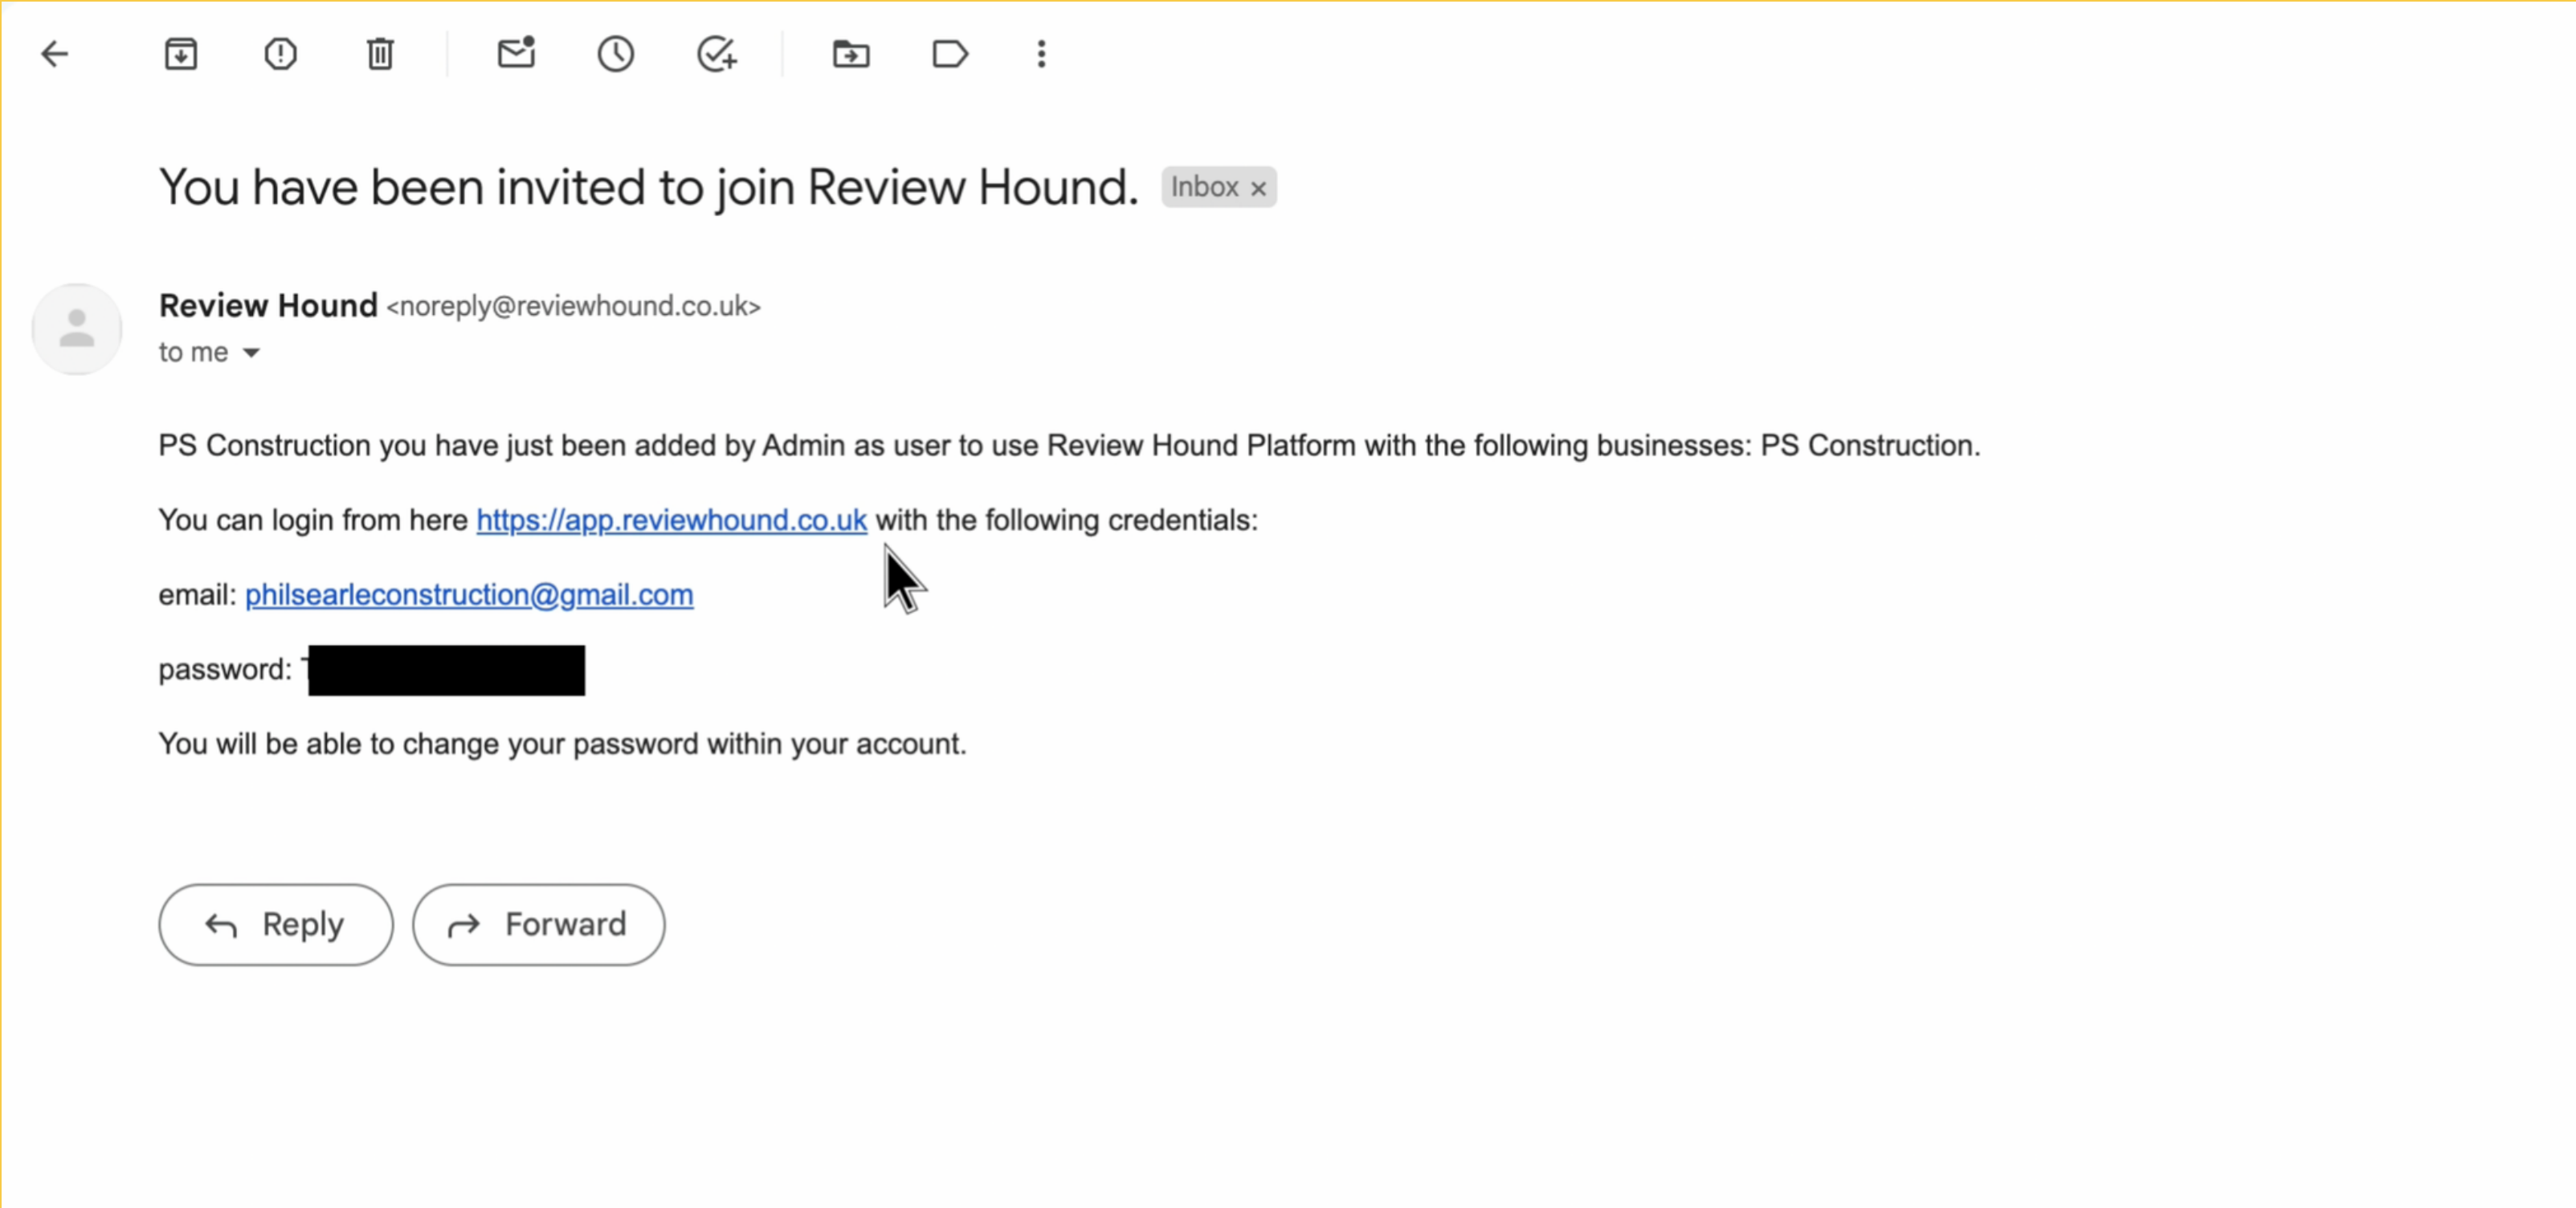 You have been invited to join Review Hound. Inbox ×
Review Hound <noreply@reviewhound.co.uk>
to me
PS Construction you have just been added by Admin as user to use Review Hound Platform with the following businesses: PS Construction.
You can login from here https://app.reviewhound.co.uk with the following credentials:
email: philsearleconstruction@gmail.com
password:
You will be able to change your password within your account.
Reply Forward